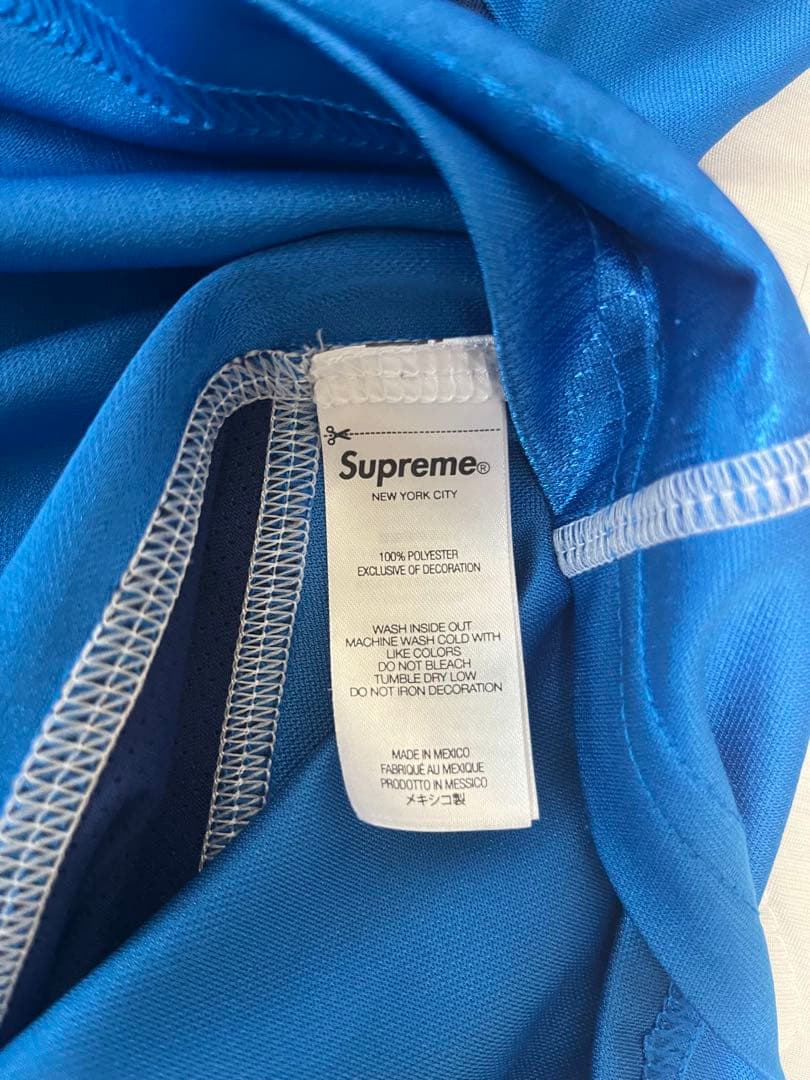 Supreme®
NEW YORK CITY
100% POLYESTER
EXCLUSIVE OF DECORATION
WASH INSIDE OUT
MACHINE WASH COLD WITH
LIKE COLORS
DO NOT BLEACH
TUMBLE DRY LOW
DO NOT IRON DECORATION
MADE IN MEXICO
FABRIQUÉ AU MEXIQUE
PRODOTTO IN MESSICO
メキシコ製